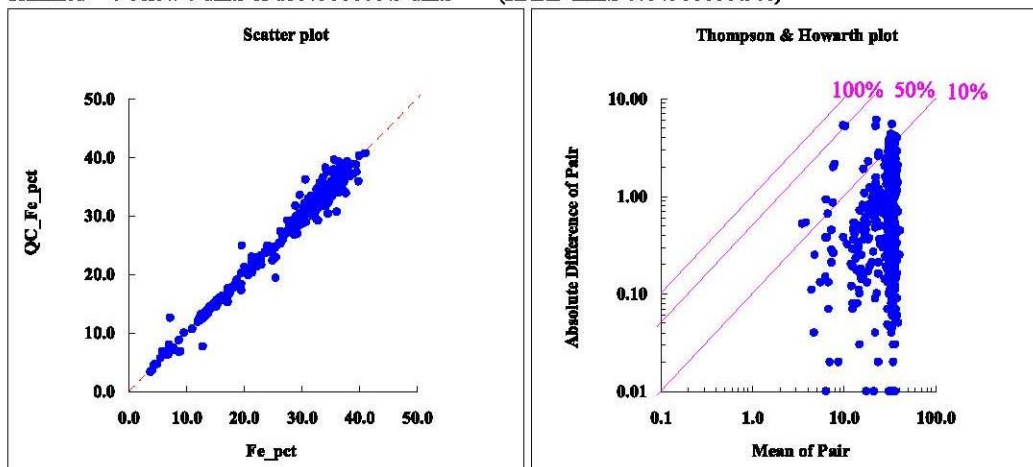 Scatter plot
QC_Fe_pct
50.0
40.0
30.0
20.0
10.0
0.0
0.0 10.0 20.0 30.0 40.0 50.0
Fe_pct
Thompson & Howarth plot
100% 50% 10%
Absolute Difference of Pair
10.00
1.00
0.10
0.01
0.1 1.0 10.0 100.0
Mean of Pair